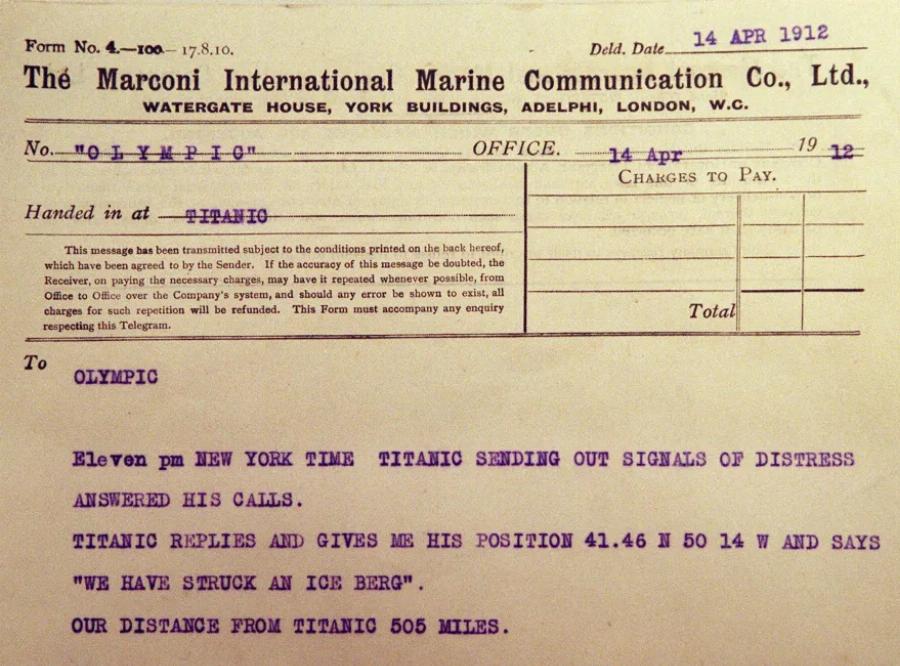 Form No. 4.—100.— 17.8.10.
Deld. Date 14 APR 1912
The Marconi International Marine Communication Co., Ltd.,
WATERGATE HOUSE, YORK BUILDINGS, ADELPHI, LONDON, W.C.
No. "OLYMPIC" OFFICE. 14 Apr 19 12
CHARGES TO PAY.
Handed in at TITANIC
This message has been transmitted subject to the conditions printed on the back hereof,
which have been agreed to by the Sender. If the accuracy of this message be doubted, the
Receiver, on paying the necessary charges, may have it repeated whenever possible, from
Office to Office over the Company's system, and should any error be shown to exist, all
charges for such repetition will be refunded. This Form must accompany any enquiry
respecting this Telegram.
Total
To
OLYMPIC
Eleven pm NEW YORK TIME TITANIC SENDING OUT SIGNALS OF DISTRESS
ANSWERED HIS CALLS.
TITANIC REPLIES AND GIVES ME HIS POSITION 41.46 N 50 14 W AND SAYS
"WE HAVE STRUCK AN ICE BERG".
OUR DISTANCE FROM TITANIC 505 MILES.